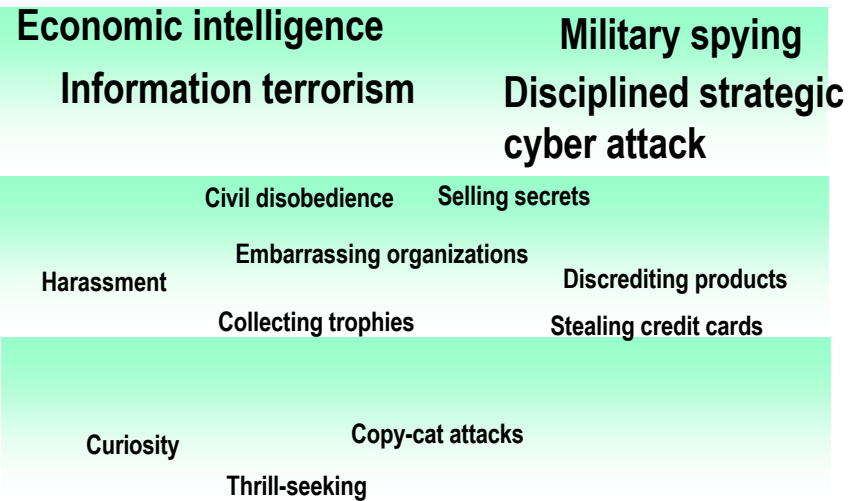 Economic intelligence
Military spying
Information terrorism
Disciplined strategic
cyber attack
Civil disobedience
Selling secrets
Embarrassing organizations
Harassment
Discrediting products
Collecting trophies
Stealing credit cards
Curiosity
Copy-cat attacks
Thrill-seeking